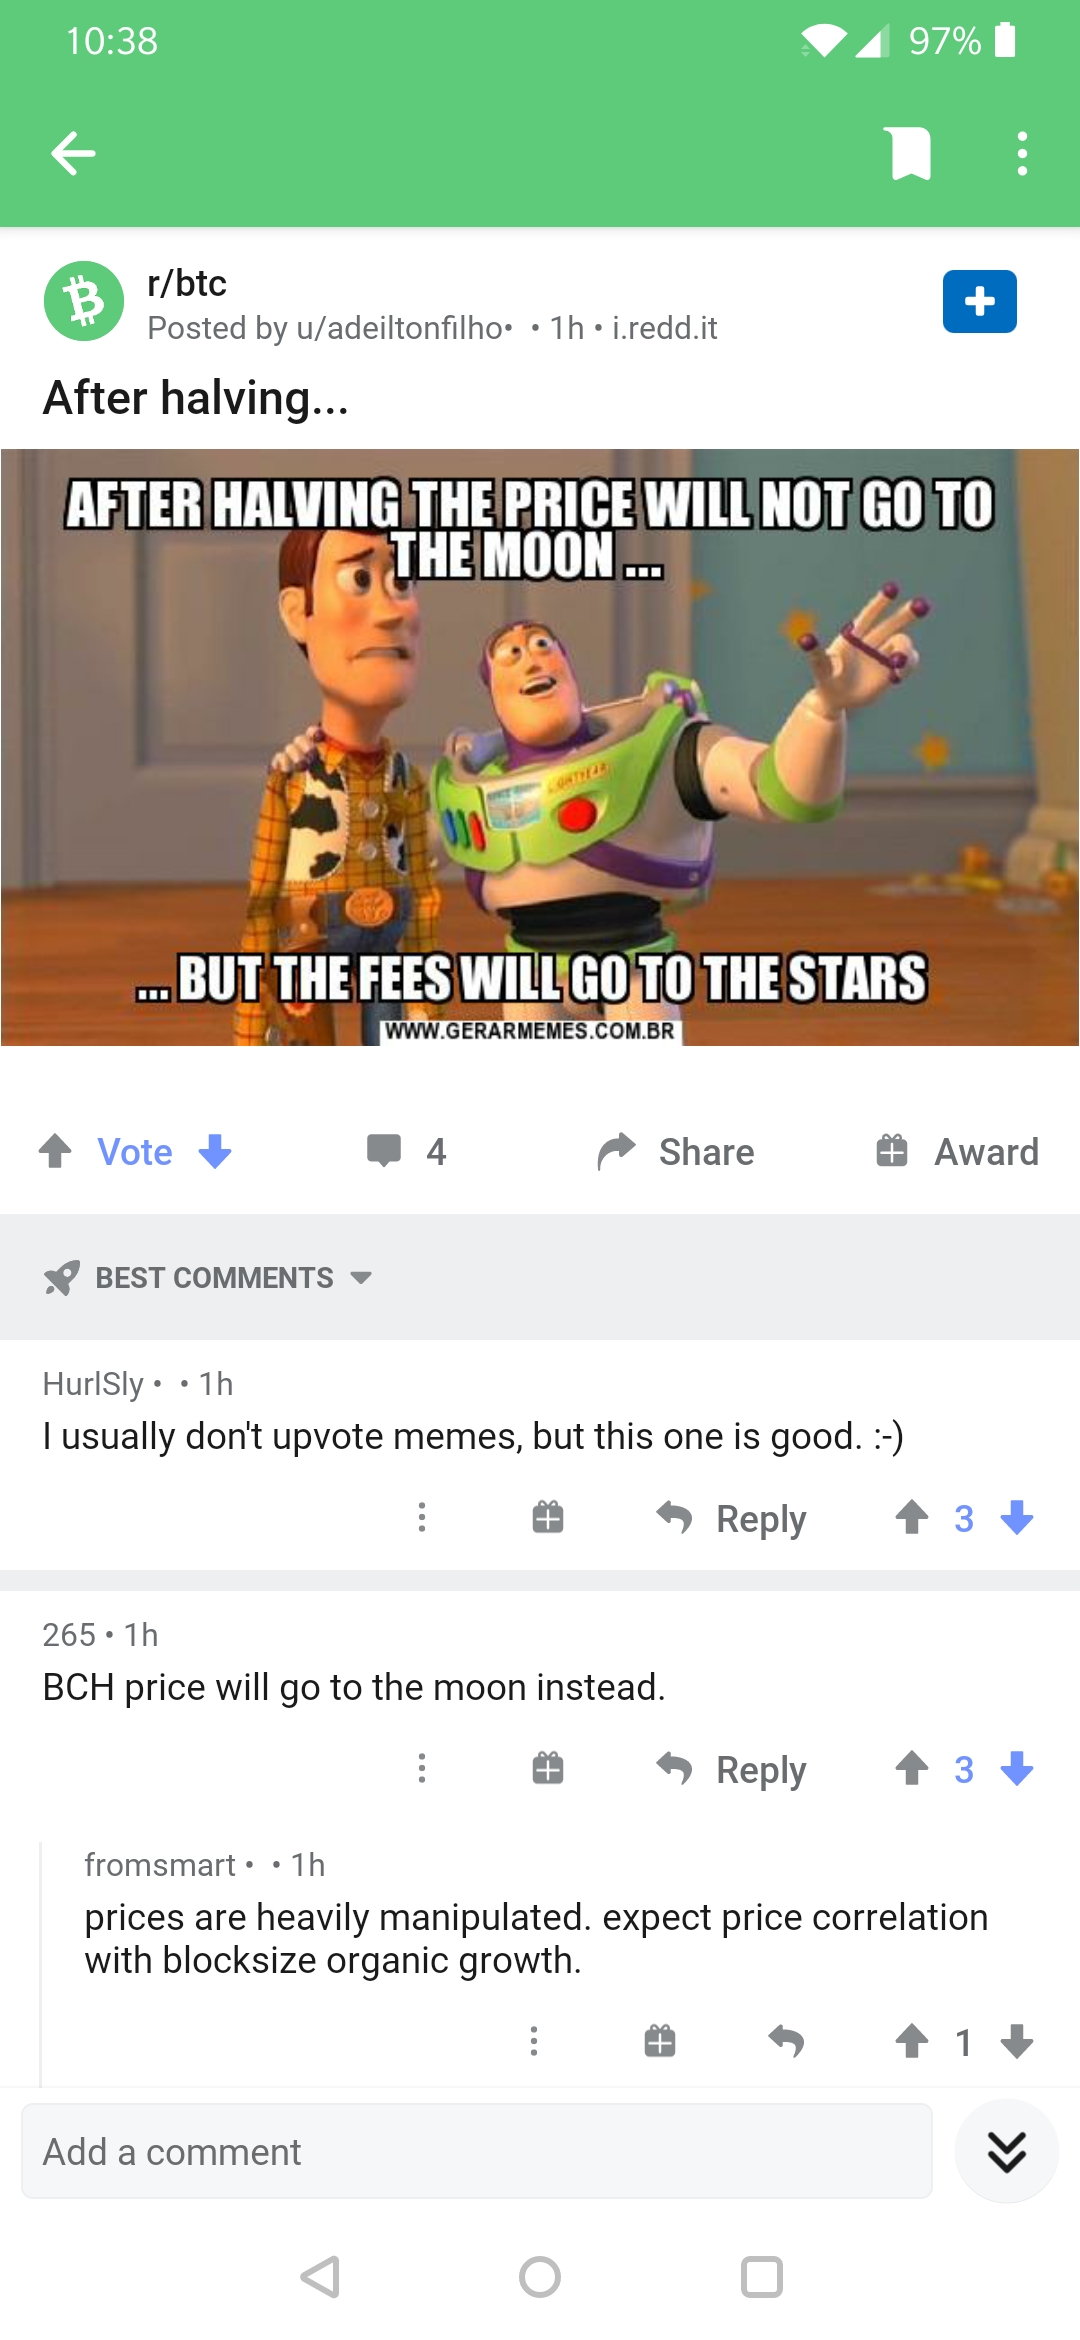 10:38
97%
r/btc
Posted by u/adeiltonfilho• • 1h • i.redd.it
After halving...
AFTER HALVING THE PRICE WILL NOT GO TO
THE MOON ...
LIGHTYEAR
... BUT THE FEES WILL GO TO THE STARS
WWW.GERARMEMES.COM.BR
Vote
4
Share
Award
BEST COMMENTS
HurlSly • • 1h
I usually don't upvote memes, but this one is good. :-)
Reply
3
265 • 1h
BCH price will go to the moon instead.
Reply
3
fromsmart • • 1h
prices are heavily manipulated. expect price correlation
with blocksize organic growth.
1
Add a comment